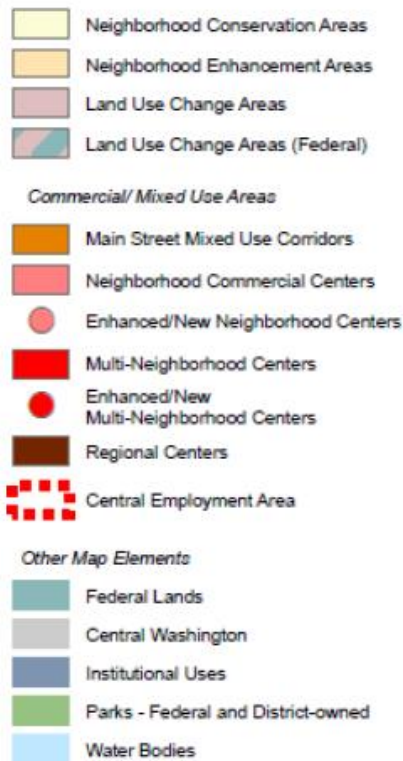 Neighborhood Conservation Areas
Neighborhood Enhancement Areas
Land Use Change Areas
Land Use Change Areas (Federal)
Commercial/ Mixed Use Areas
Main Street Mixed Use Corridors
Neighborhood Commercial Centers
Enhanced/New Neighborhood Centers
Multi-Neighborhood Centers
Enhanced/New
Multi-Neighborhood Centers
Regional Centers
Central Employment Area
Other Map Elements
Federal Lands
Central Washington
Institutional Uses
Parks - Federal and District-owned
Water Bodies